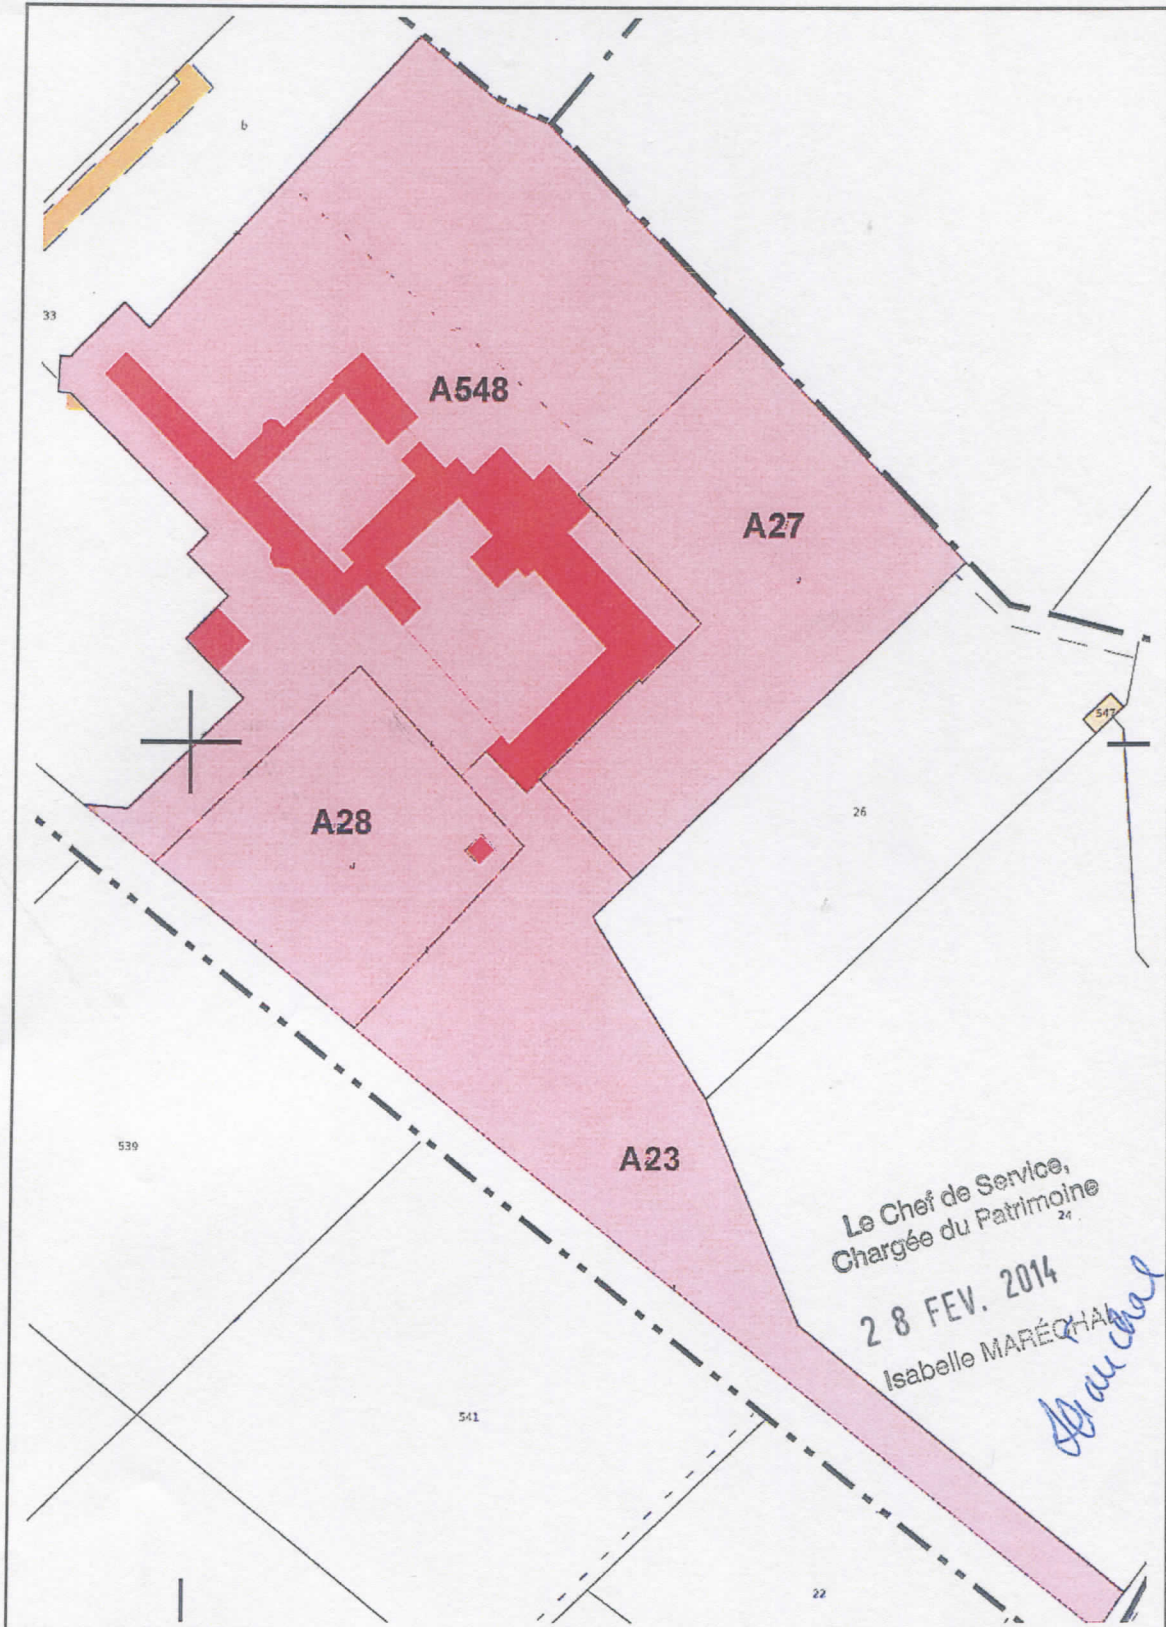 b
33
A548
A27
547
26
A28
J
539
A23
Le Chef de Service,
Chargée du Patrimoine
24
28 FEV. 2014
Isabelle MARÉCHAL
541
22